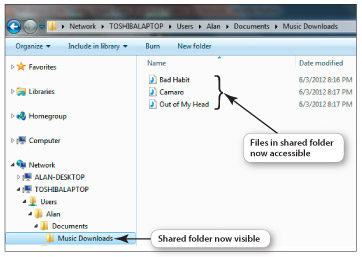 Network ▸ TOSHIBALAPTOP ▸ Users ▸ Alan ▸ Documents ▸ Music Downloads
Organize ▾ Include in library ▾ Burn New folder
Name Date modified
Favorites
Libraries
Homegroup
Computer
Network
ALAN-DESKTOP
TOSHIBALAPTOP
Users
Alan
Documents
Music Downloads
Bad Habit 6/3/2012 8:16 PM
Camaro 6/3/2012 8:17 PM
Out of My Head 6/3/2012 8:17 PM
Files in shared folder
now accessible
Shared folder now visible